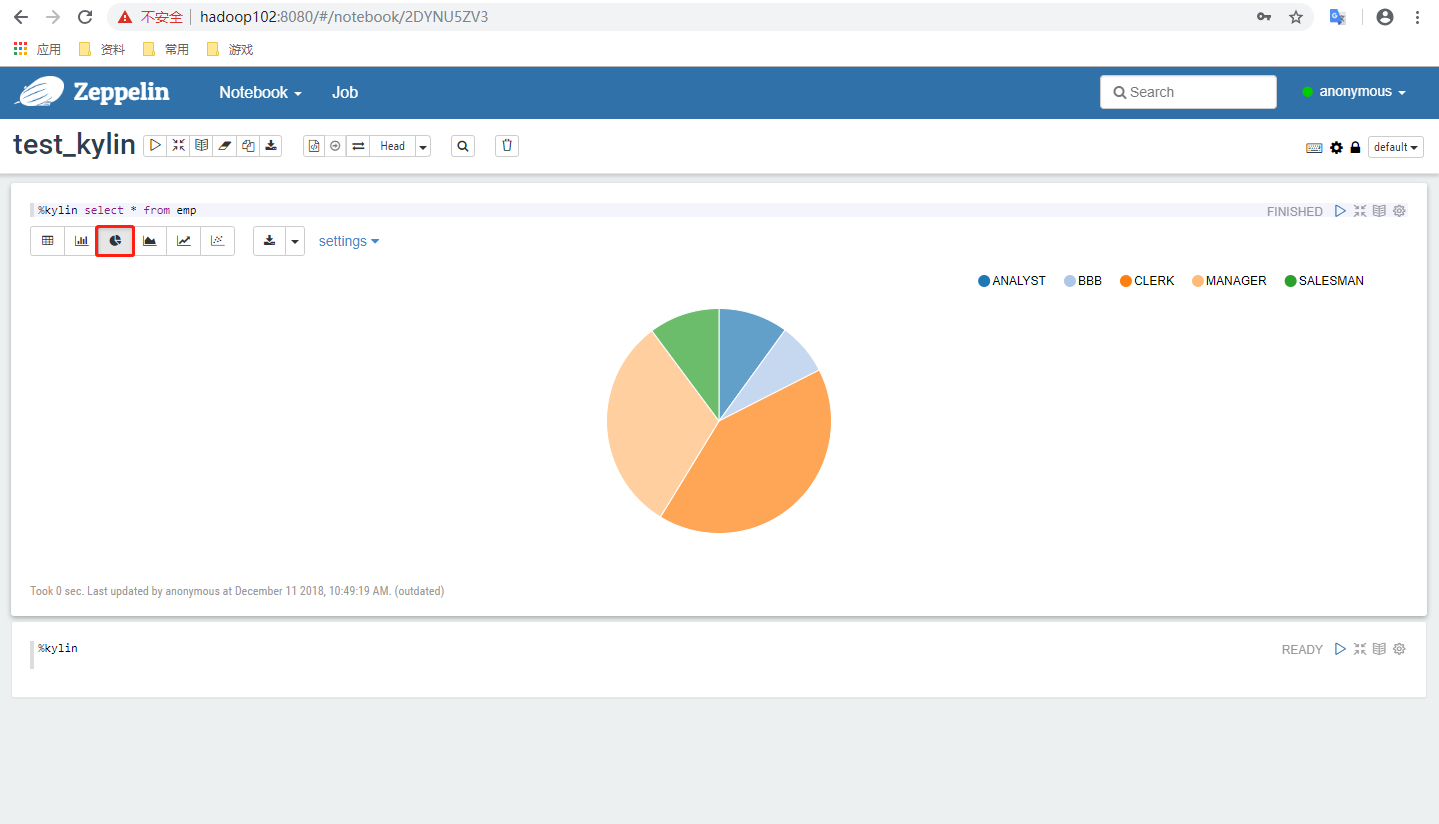 不安全 hadoop102:8080/#/notebook/2DYNU5ZV3
应用 资料 常用 游戏
Zeppelin Notebook Job Search anonymous
test_kylin Head default
%kylin select * from emp FINISHED
settings
ANALYST BBB CLERK MANAGER SALESMAN
Took 0 sec. Last updated by anonymous at December 11 2018, 10:49:19 AM. (outdated)
%kylin READY